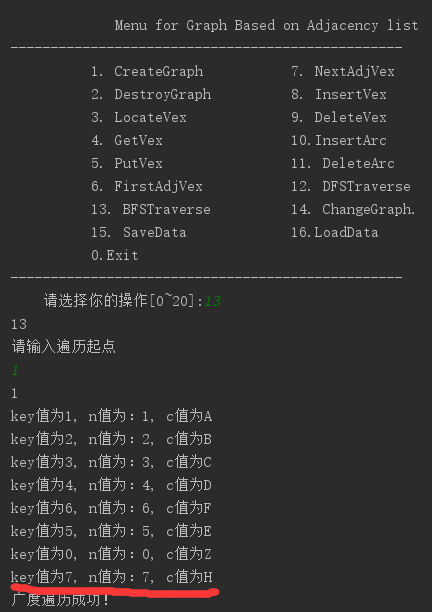 Menu for Graph Based on Adjacency list
-------------------------------------------------
1. CreateGraph 7. NextAdjVex
2. DestroyGraph 8. InsertVex
3. LocateVex 9. DeleteVex
4. GetVex 10.InsertArc
5. PutVex 11. DeleteArc
6. FirstAdjVex 12. DFSTraverse
13. BFSTraverse 14. ChangeGraph.
15. SaveData 16.LoadData
0.Exit
-------------------------------------------------
请选择你的操作[0~20]:13
13
请输入遍历起点
1
1
key值为1, n值为：1, c值为A
key值为2, n值为：2, c值为B
key值为3, n值为：3, c值为C
key值为4, n值为：4, c值为D
key值为6, n值为：6, c值为F
key值为5, n值为：5, c值为E
key值为0, n值为：0, c值为Z
key值为7, n值为：7, c值为H
广度遍历成功！